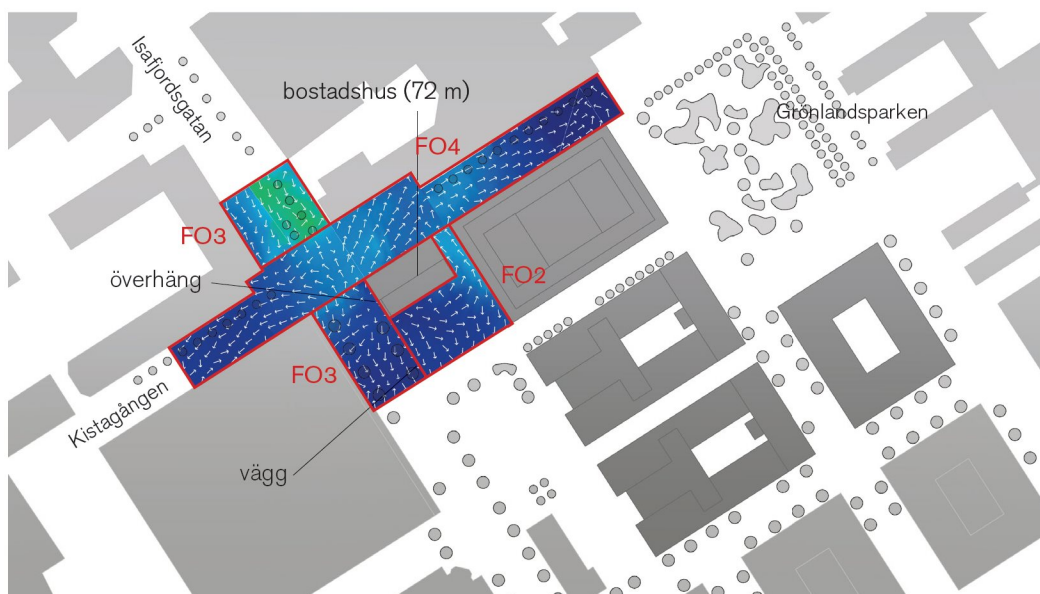 Isafjordsgatan
bostadshus (72 m)
Grönlandsparken
FO4
FO3
FO2
överhäng
FO3
Kistagången
vägg